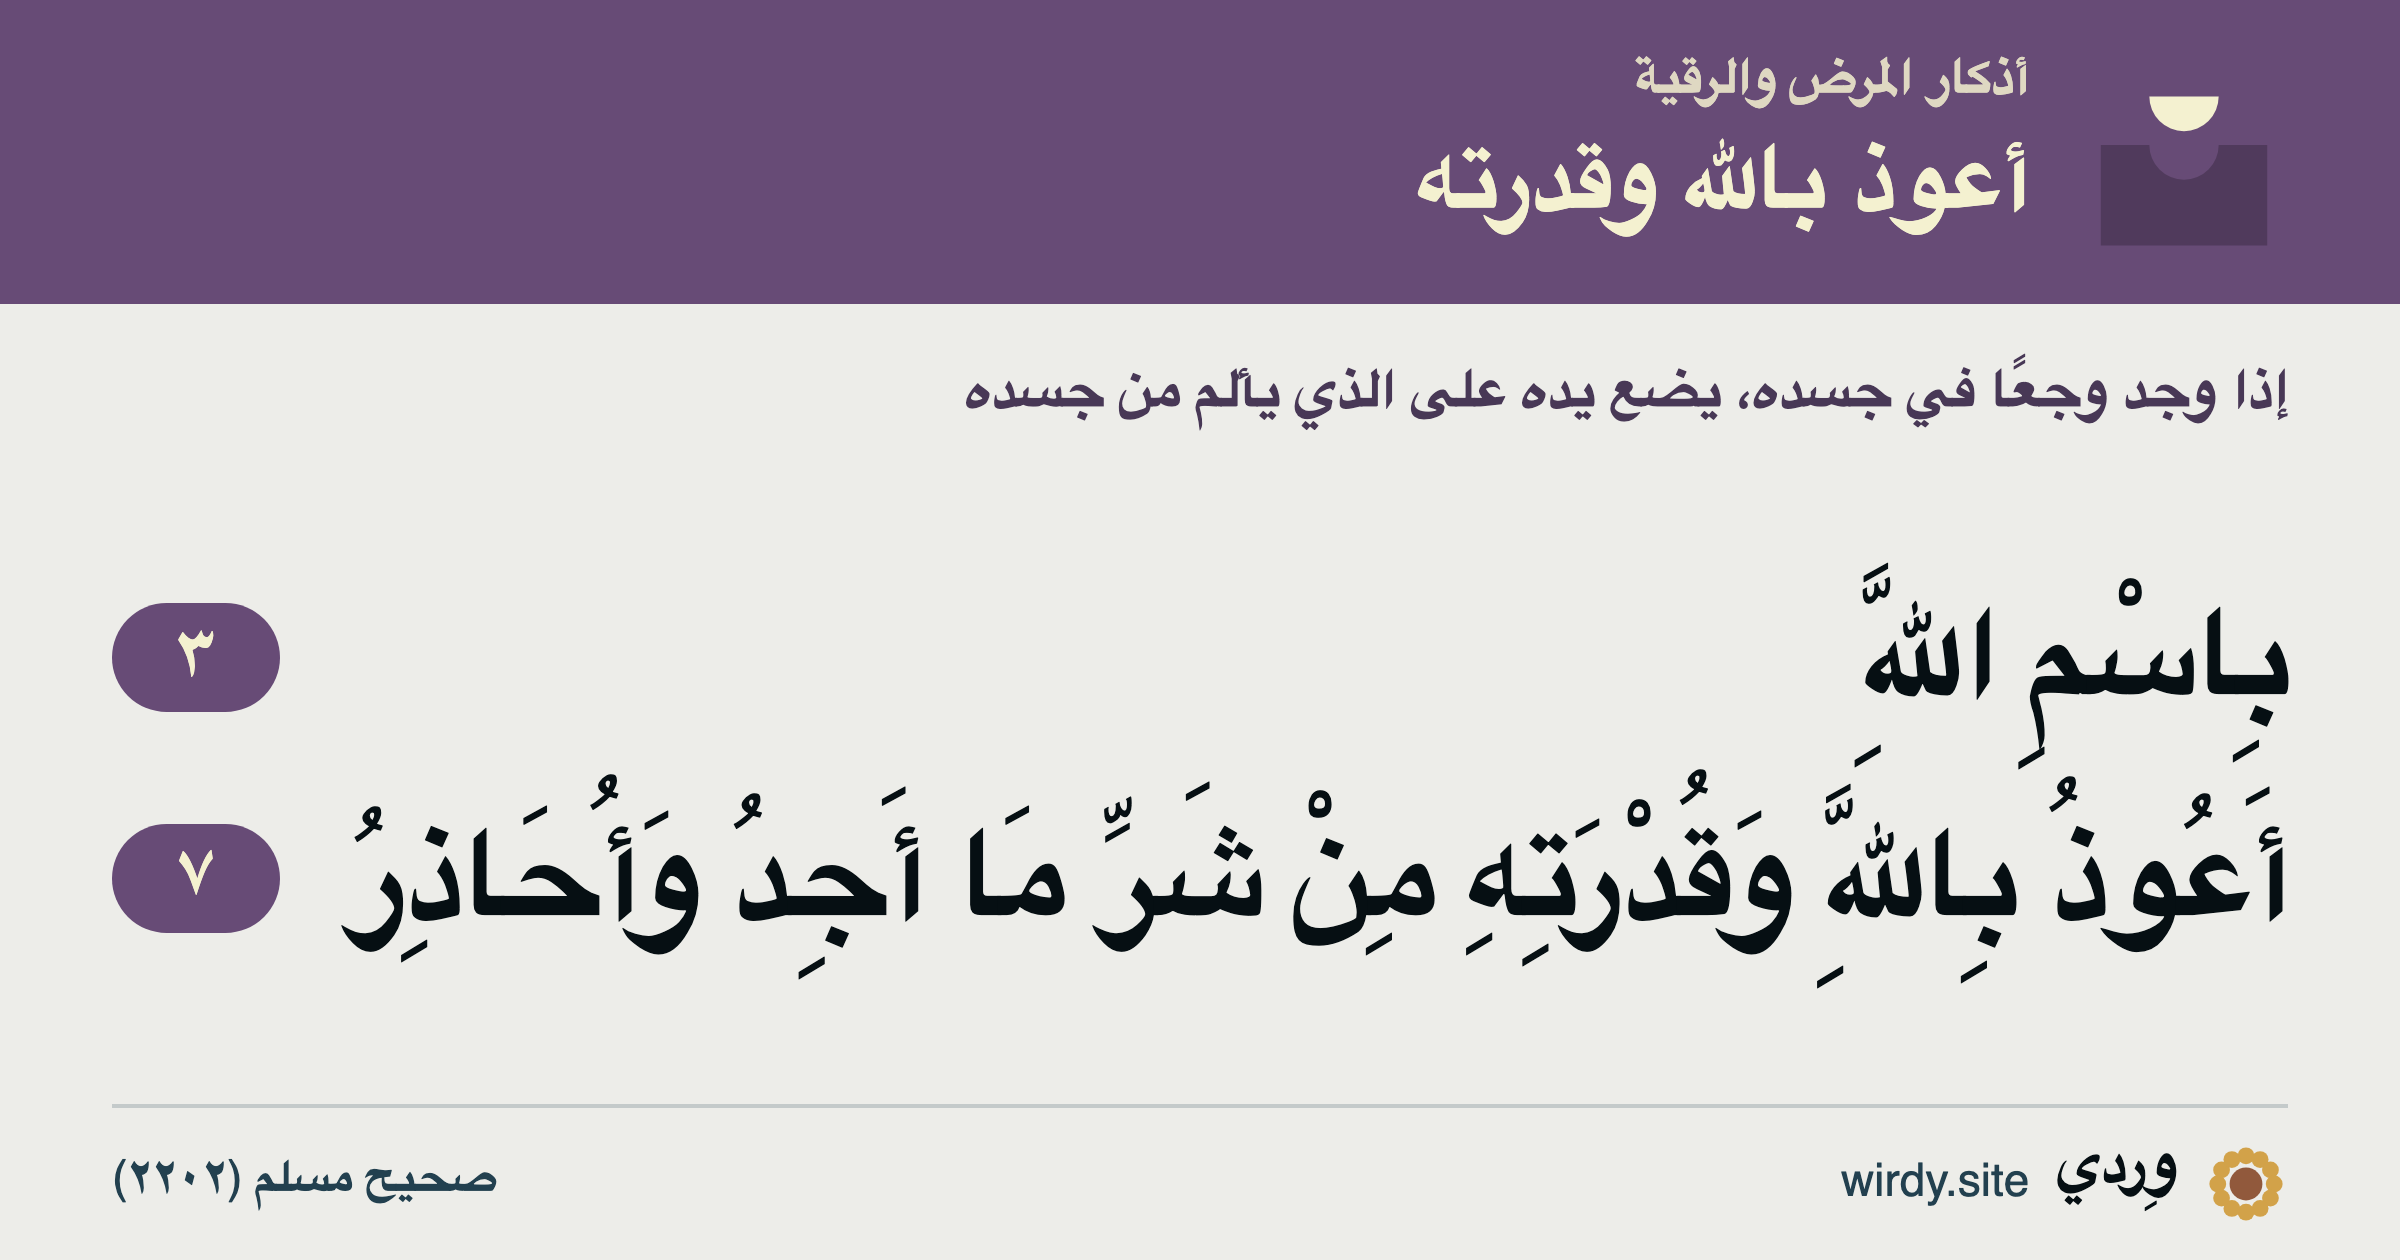 أذكار المرض والرقية
أعوذ بالله وقدرته
إذا وجد وجعًا في جسده، يضع يده على الذي يألم من جسده
بِاسْمِ اللَّهَ ٣
أَعُوذُ بِاللَّهِ وَقُدْرَتِهِ مِنْ شَرِّ مَا أَجِدُ وَأُحَاذِرُ ٧
وِردي wirdy.site صحيح مسلم (٢٢٠٢)